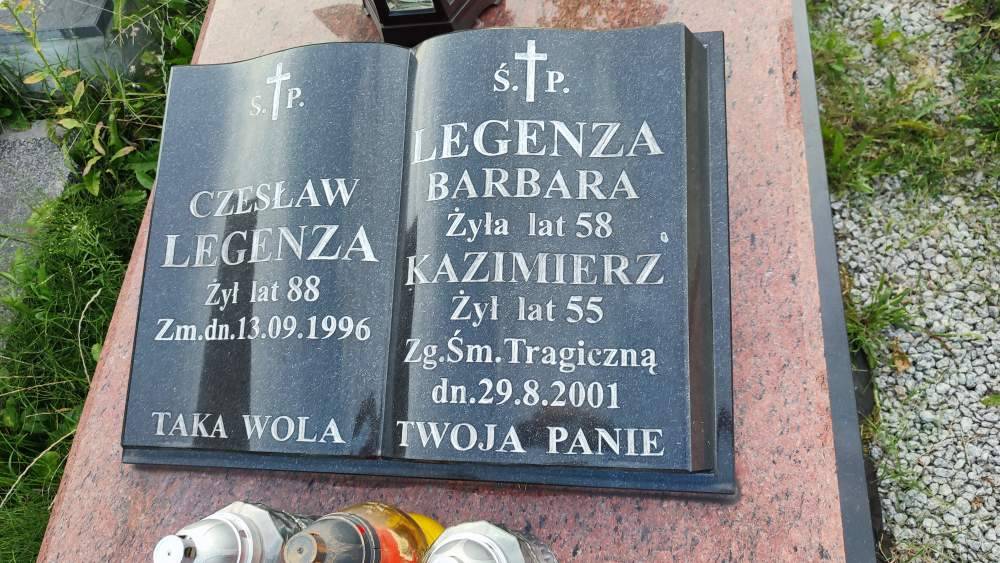 Ś. P.
CZESŁAW
LEGENZA
Żył lat 88
Zm.dn.13.09.1996
Ś. P.
LEGENZA
BARBARA
Żyła lat 58
KAZIMIERZ
Żył lat 55
Zg.Śm.Tragiczną
dn.29.8.2001
TAKA WOLA TWOJA PANIE